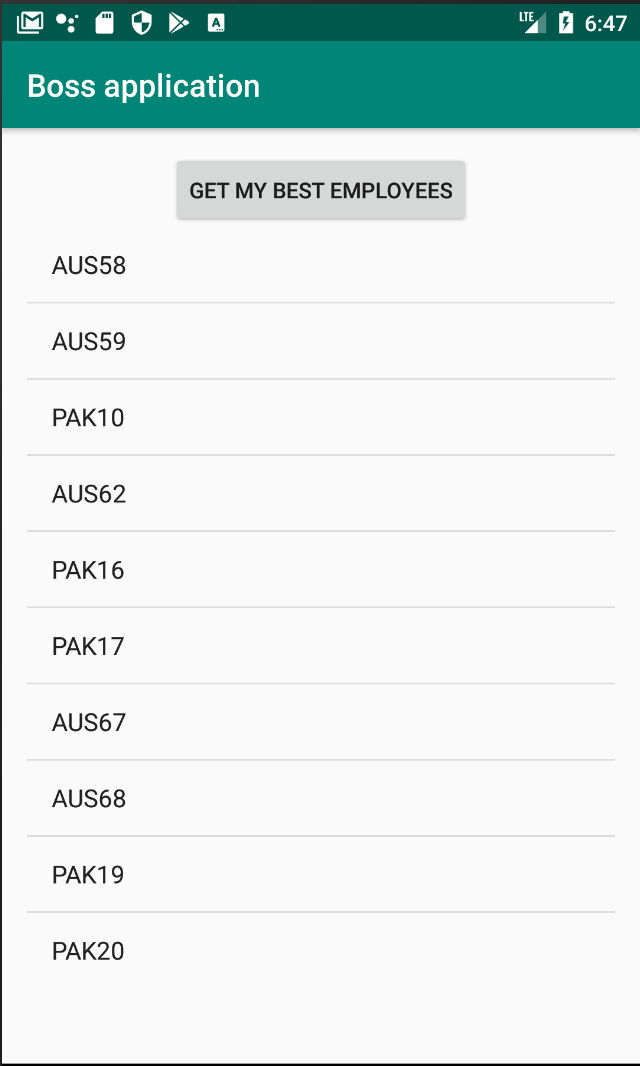 LTE 6:47
Boss application
GET MY BEST EMPLOYEES
AUS58
AUS59
PAK10
AUS62
PAK16
PAK17
AUS67
AUS68
PAK19
PAK20